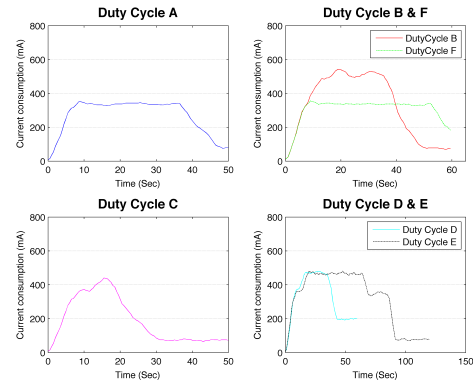 Duty Cycle A
Current consumption (mA)
800
600
400
200
0
0 10 20 30 40 50
Time (Sec)
Duty Cycle B & F
Current consumption (mA)
800
600
400
200
0
DutyCycle B
DutyCycle F
0 20 40 60
Time (Sec)
Duty Cycle C
Current consumption (mA)
800
600
400
200
0
0 10 20 30 40 50
Time (Sec)
Duty Cycle D & E
Current consumption (mA)
800
600
400
200
0
Duty Cycle D
Duty Cycle E
0 50 100 150
Time (Sec)